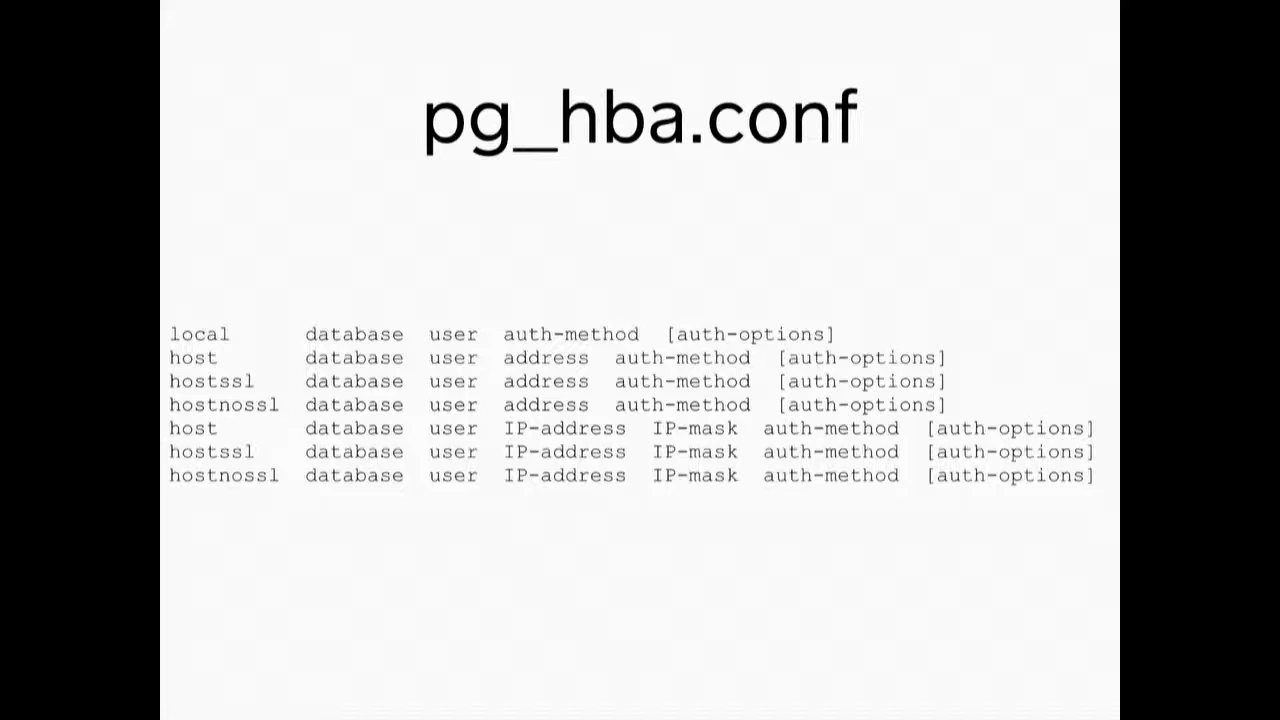 pg_hba.conf
local database user auth-method [auth-options]
host database user address auth-method [auth-options]
hostssl database user address auth-method [auth-options]
hostnossl database user address auth-method [auth-options]
host database user IP-address IP-mask auth-method [auth-options]
hostssl database user IP-address IP-mask auth-method [auth-options]
hostnossl database user IP-address IP-mask auth-method [auth-options]